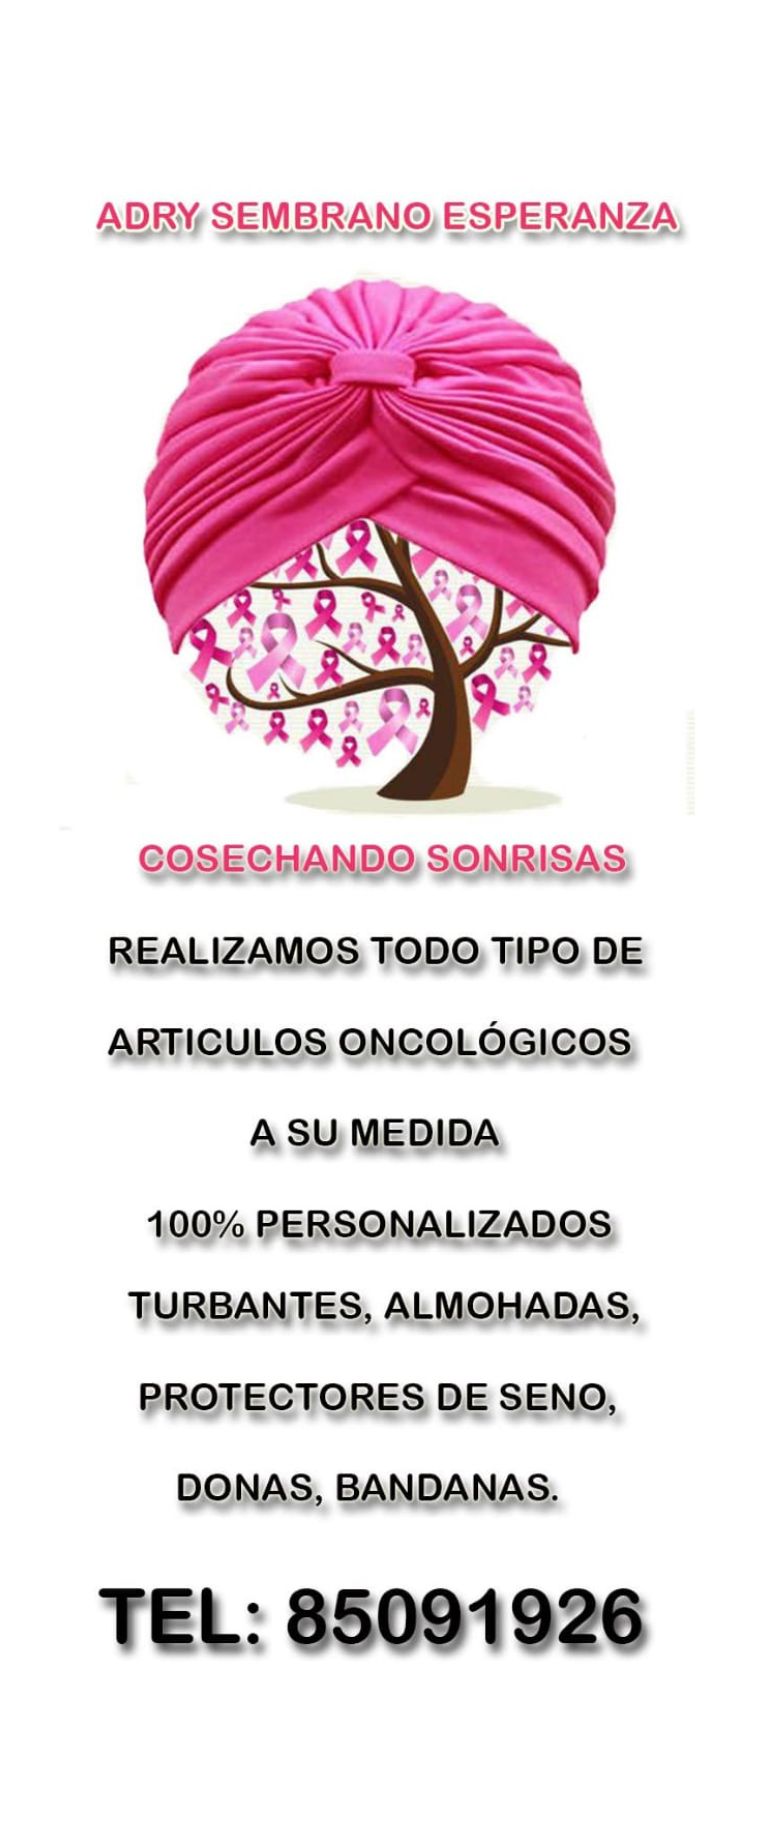 ADRY SEMBRANO ESPERANZA
COSECHANDO SONRISAS
REALIZAMOS TODO TIPO DE
ARTICULOS ONCOLÓGICOS
A SU MEDIDA
100% PERSONALIZADOS
TURBANTES, ALMOHADAS,
PROTECTORES DE SENO,
DONAS, BANDANAS.
TEL: 85091926